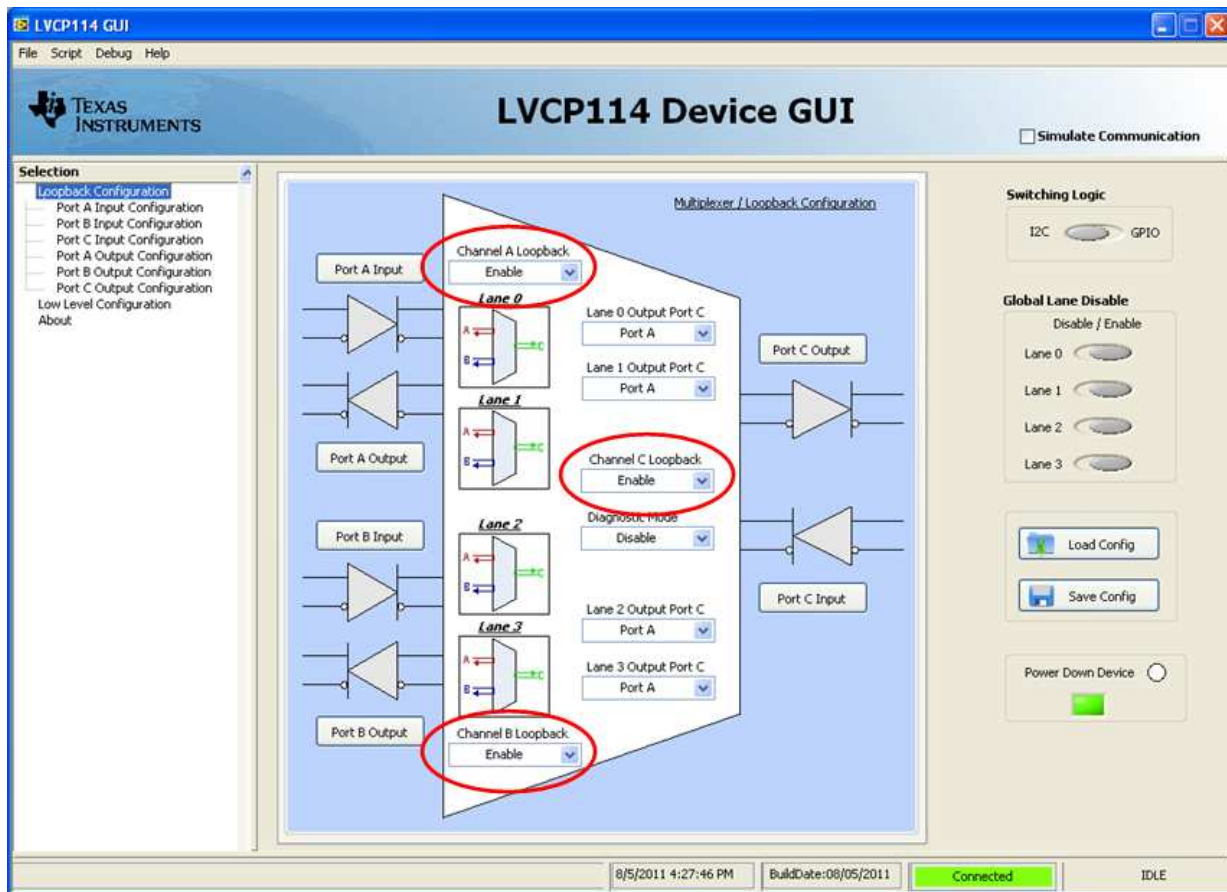 LVCP114 GUI
File Script Debug Help
TEXAS
INSTRUMENTS
LVCP114 Device GUI
Simulate Communication
Selection
Loopback Configuration
Port A Input Configuration
Port B Input Configuration
Port C Input Configuration
Port A Output Configuration
Port B Output Configuration
Port C Output Configuration
Low Level Configuration
About
Multiplexer / Loopback Configuration
Channel A Loopback
Enable
Port A Input
Port A Output
Port B Input
Port B Output
Lane 0
A
B
C
Lane 1
A
B
C
Lane 2
A
B
C
Lane 3
A
B
C
Channel B Loopback
Enable
Lane 0 Output Port C
Port A
Lane 1 Output Port C
Port A
Channel C Loopback
Enable
Diagnostic Mode
Disable
Lane 2 Output Port C
Port A
Lane 3 Output Port C
Port A
Port C Output
Port C Input
Switching Logic
I2C GPIO
Global Lane Disable
Disable / Enable
Lane 0
Lane 1
Lane 2
Lane 3
Load Config
Save Config
Power Down Device
8/5/2011 4:27:46 PM
BuildDate:08/05/2011
Connected
IDLE